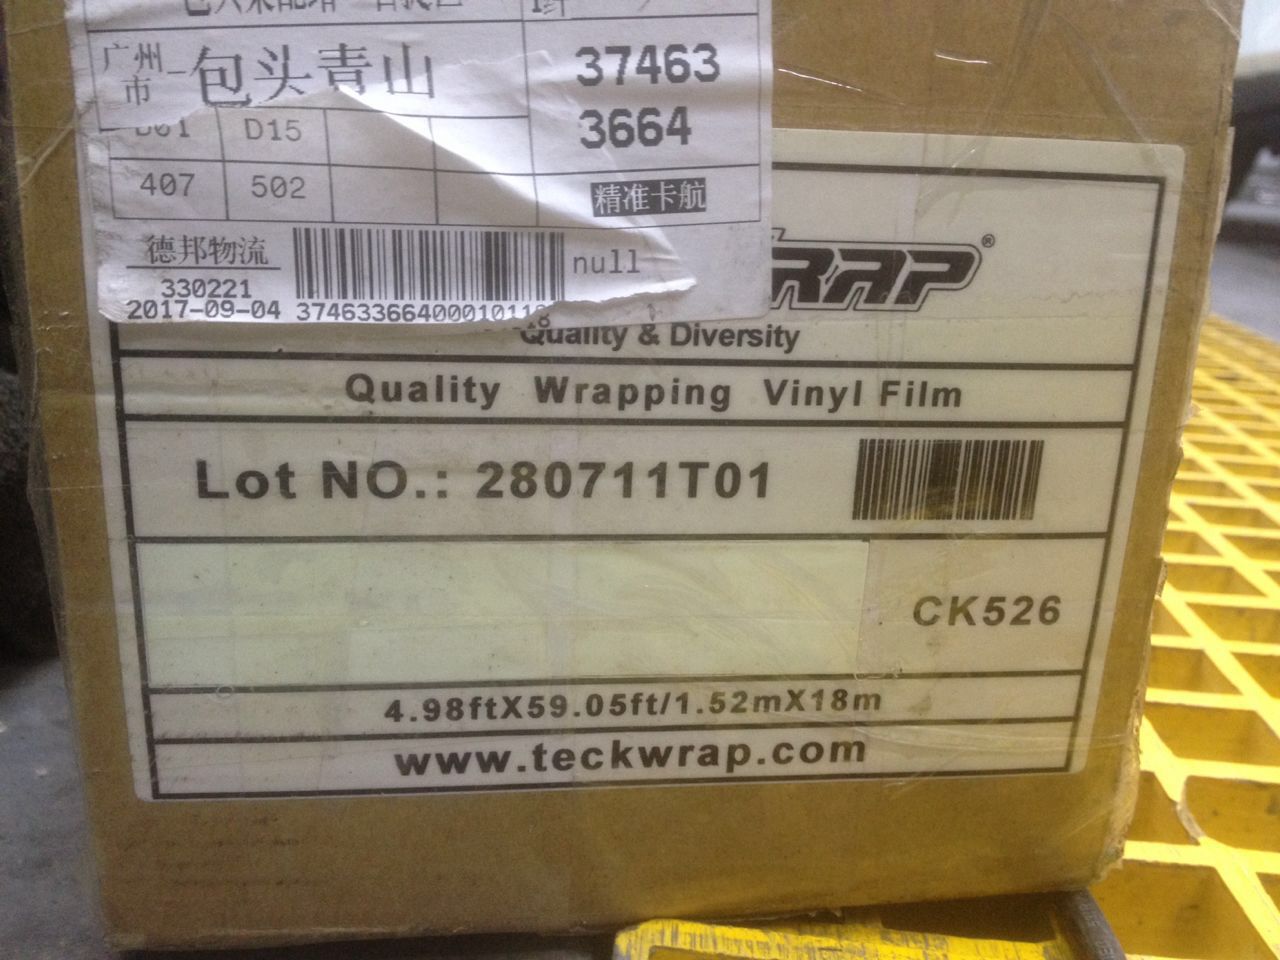 广州市-包头青山
37463
3664
B01 D15
407 502
精准卡航
德邦物流
null
330221
2017-09-04
RAP®
Quality & Diversity
Quality Wrapping Vinyl Film
Lot NO.: 280711T01
CK526
4.98ftX59.05ft/1.52mX18m
www.teckwrap.com